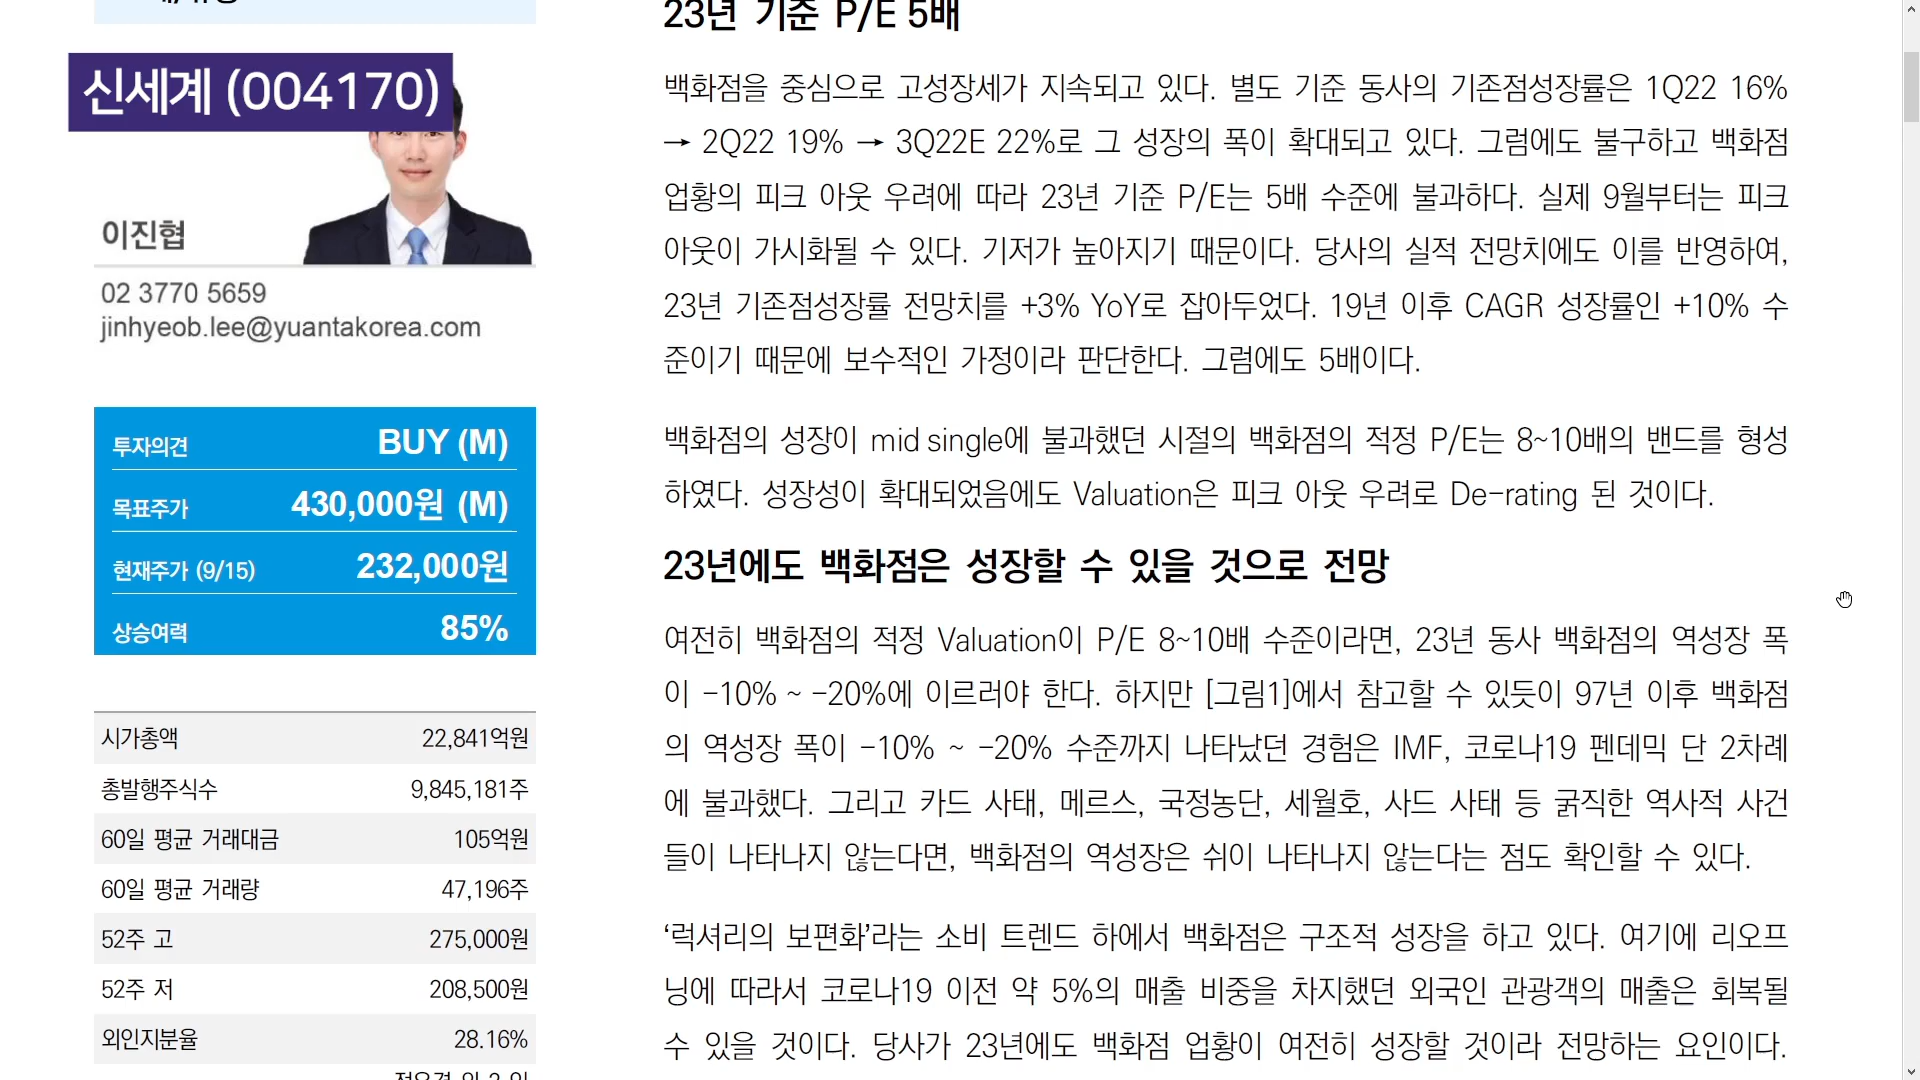 23년 기준 P/E 5배
신세계 (004170)
이진협
02 3770 5659
jinhyeob.lee@yuantakorea.com
투자의견 BUY (M)
목표주가 430,000원 (M)
현재주가 (9/15) 232,000원
상승여력 85%
시가총액 22,841억원
총발행주식수 9,845,181주
60일 평균 거래대금 105억원
60일 평균 거래량 47,196주
52주 고 275,000원
52주 저 208,500원
외인지분율 28.16%
백화점을 중심으로 고성장세가 지속되고 있다. 별도 기준 동사의 기존점성장률은 1Q22 16%
→ 2Q22 19% → 3Q22E 22%로 그 성장의 폭이 확대되고 있다. 그럼에도 불구하고 백화점
업황의 피크 아웃 우려에 따라 23년 기준 P/E는 5배 수준에 불과하다. 실제 9월부터는 피크
아웃이 가시화될 수 있다. 기저가 높아지기 때문이다. 당사의 실적 전망치에도 이를 반영하여,
23년 기존점성장률 전망치를 +3% YoY로 잡아두었다. 19년 이후 CAGR 성장률인 +10% 수
준이기 때문에 보수적인 가정이라 판단한다. 그럼에도 5배이다.
백화점의 성장이 mid single에 불과했던 시절의 백화점의 적정 P/E는 8~10배의 밴드를 형성
하였다. 성장성이 확대되었음에도 Valuation은 피크 아웃 우려로 De-rating 된 것이다.
23년에도 백화점은 성장할 수 있을 것으로 전망
여전히 백화점의 적정 Valuation이 P/E 8~10배 수준이라면, 23년 동사 백화점의 역성장 폭
이 -10% ~ -20%에 이르러야 한다. 하지만 [그림1]에서 참고할 수 있듯이 97년 이후 백화점
의 역성장 폭이 -10% ~ -20% 수준까지 나타났던 경험은 IMF, 코로나19 펜데믹 단 2차례
에 불과했다. 그리고 카드 사태, 메르스, 국정농단, 세월호, 사드 사태 등 굵직한 역사적 사건
들이 나타나지 않는다면, 백화점의 역성장은 쉬이 나타나지 않는다는 점도 확인할 수 있다.
‘럭셔리의 보편화’라는 소비 트렌드 하에서 백화점은 구조적 성장을 하고 있다. 여기에 리오프
닝에 따라서 코로나19 이전 약 5%의 매출 비중을 차지했던 외국인 관광객의 매출은 회복될
수 있을 것이다. 당사가 23년에도 백화점 업황이 여전히 성장할 것이라 전망하는 요인이다.